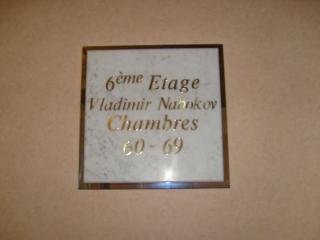 6ème Etage
Vladimir Nabokov
Chambres
60-69